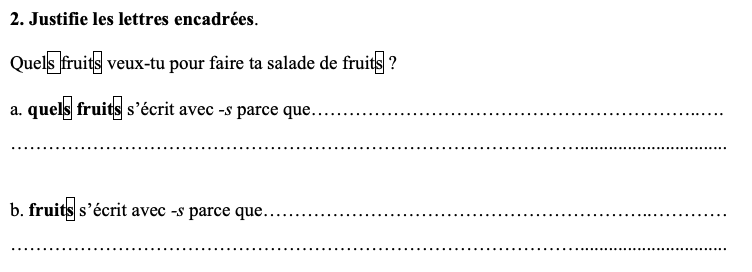 2. Justifie les lettres encadrées.
Quels fruits veux-tu pour faire ta salade de fruits ?
a. quels fruits s’écrit avec -s parce que……………………………………………………………..….
………………………………………………………………………………...............................
b. fruits s’écrit avec -s parce que……………………………………………………………..…………
………………………………………………………………………………...............................